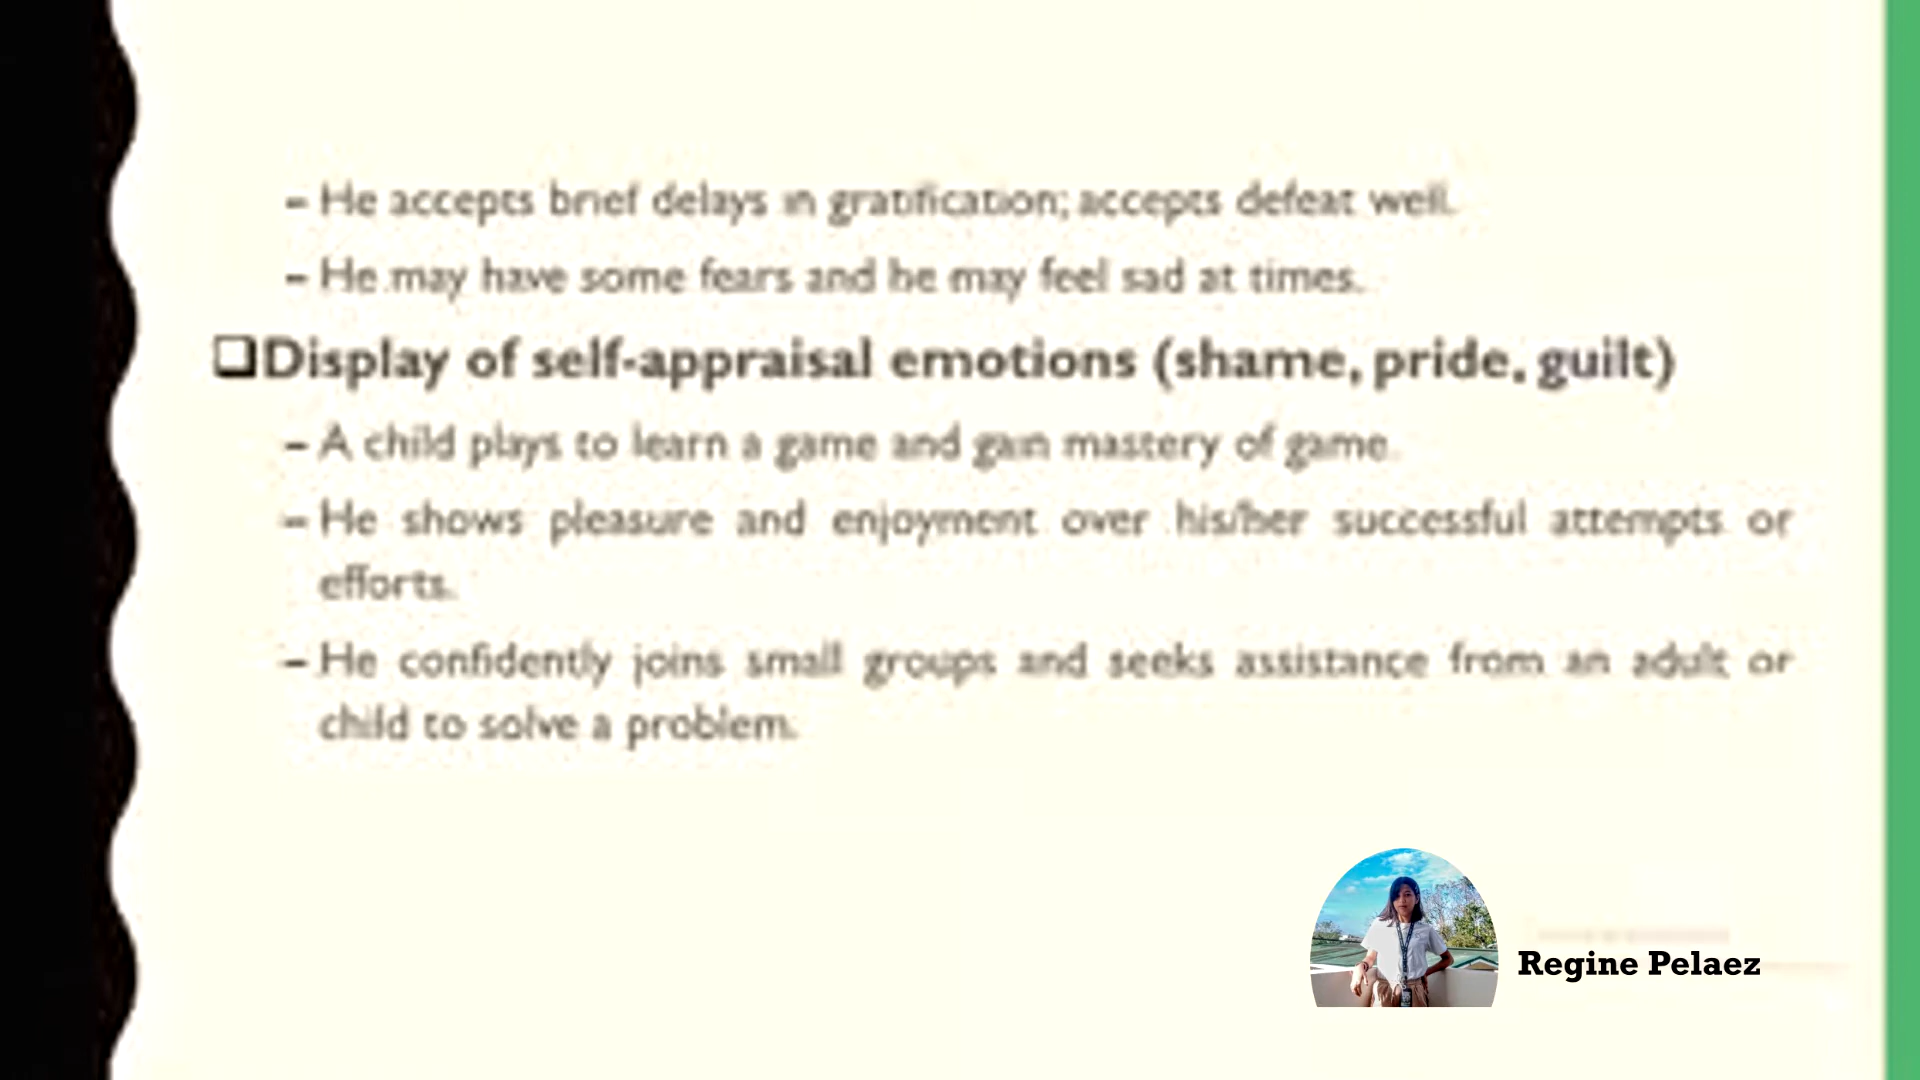 – He accepts brief delays in gratification; accepts defeat well.
– He may have some fears and he may feel sad at times.
❑Display of self-appraisal emotions (shame, pride, guilt)
– A child plays to learn a game and gain mastery of game.
– He shows pleasure and enjoyment over his/her successful attempts or
efforts.
– He confidently joins small groups and seeks assistance from an adult or
child to solve a problem.
Regine Pelaez